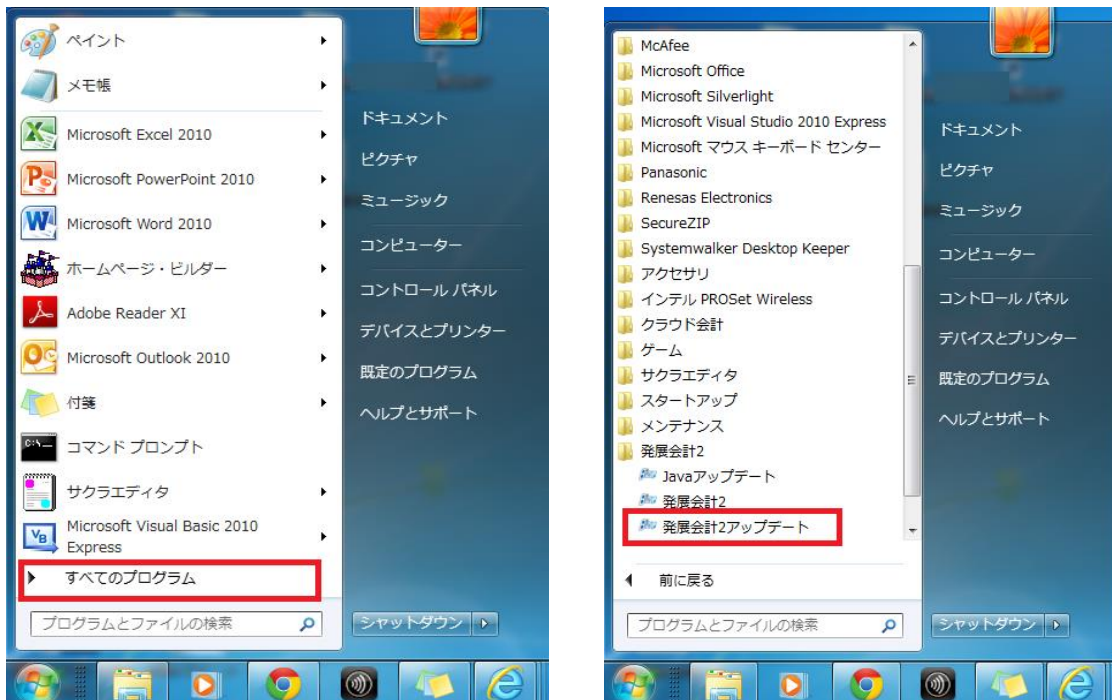 ペイント
メモ帳
Microsoft Excel 2010
Microsoft PowerPoint 2010
Microsoft Word 2010
ホームページ・ビルダー
Adobe Reader XI
Microsoft Outlook 2010
付箋
コマンド プロンプト
サクラエディタ
Microsoft Visual Basic 2010
Express
すべてのプログラム
プログラムとファイルの検索
ドキュメント
ピクチャ
ミュージック
コンピューター
コントロール パネル
デバイスとプリンター
既定のプログラム
ヘルプとサポート
シャットダウン
McAfee
Microsoft Office
Microsoft Silverlight
Microsoft Visual Studio 2010 Express
Microsoft マウス キーボード センター
Panasonic
Renesas Electronics
SecureZIP
Systemwalker Desktop Keeper
アクセサリ
インテル PROSet Wireless
クラウド会計
ゲーム
サクラエディタ
スタートアップ
メンテナンス
発展会計2
Javaアップデート
発展会計2
発展会計2アップデート
前に戻る
プログラムとファイルの検索
ドキュメント
ピクチャ
ミュージック
コンピューター
コントロール パネル
デバイスとプリンター
既定のプログラム
ヘルプとサポート
シャットダウン